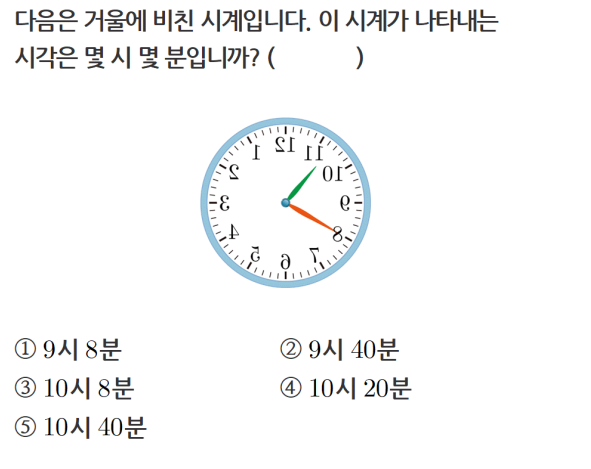 다음은 거울에 비친 시계입니다. 이 시계가 나타내는
시각은 몇 시 몇 분입니까? (          )
12
1
11
2
10
3
9
4
8
5
7
6
① 9시 8분
② 9시 40분
③ 10시 8분
④ 10시 20분
⑤ 10시 40분